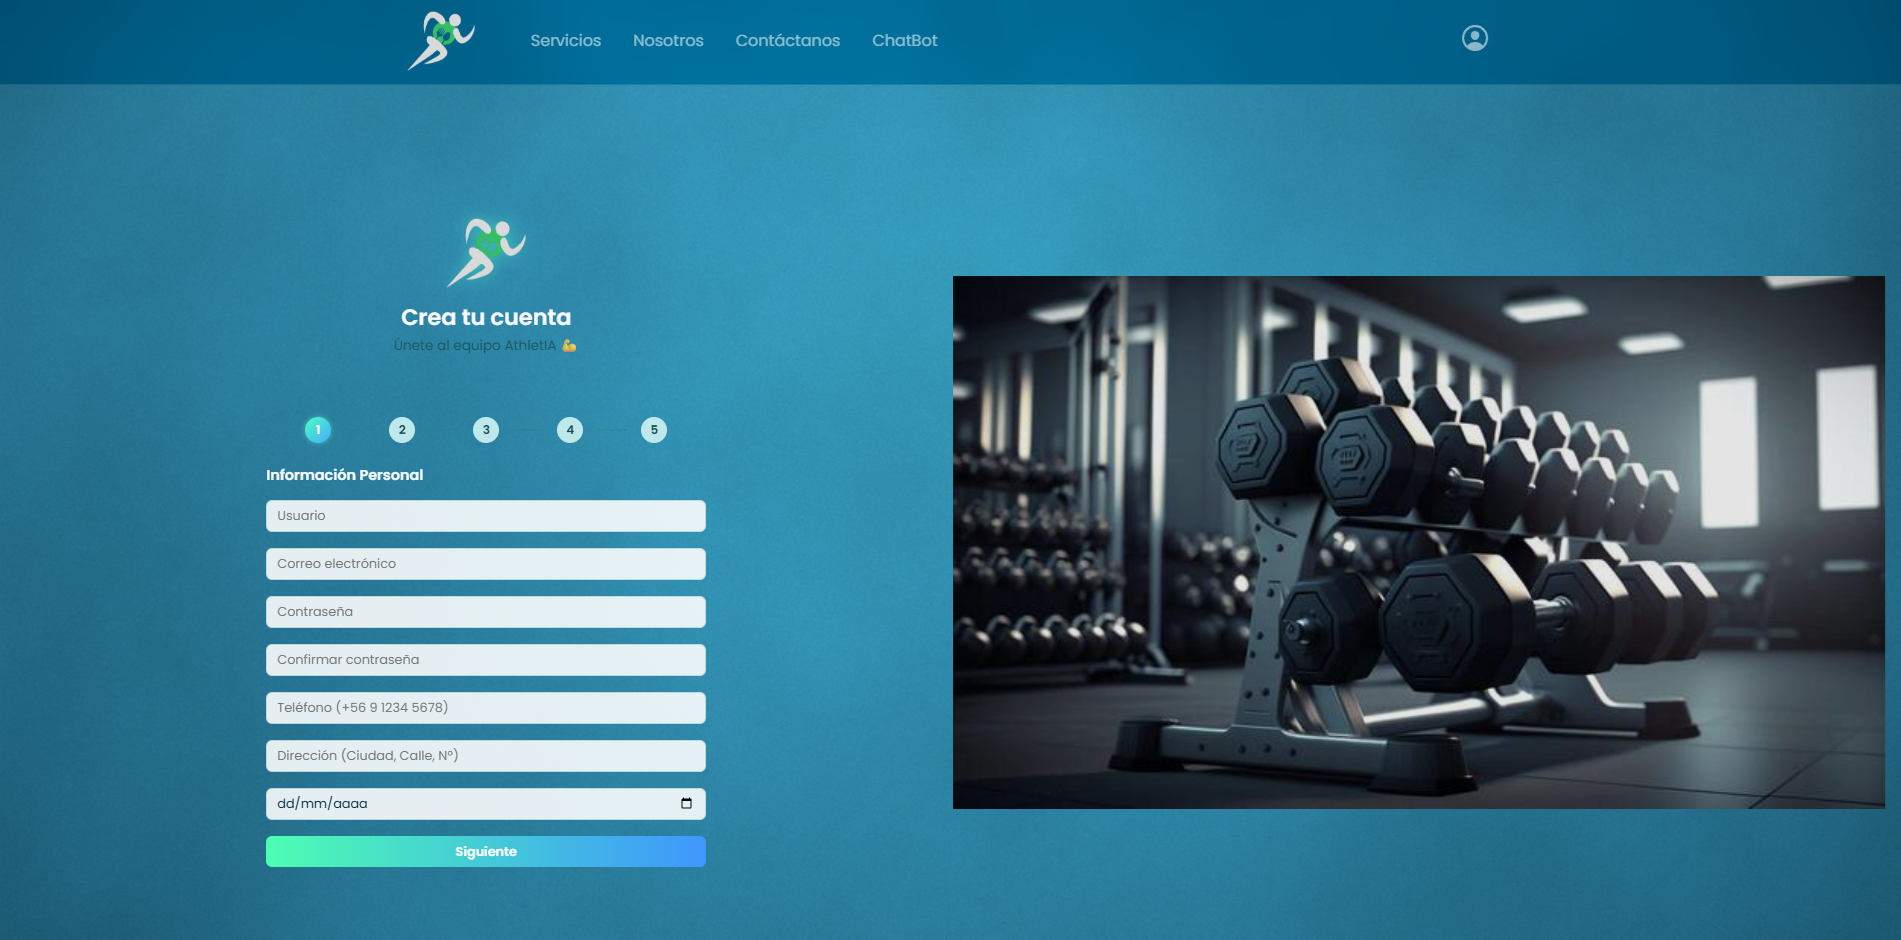 Servicios Nosotros Contáctanos ChatBot
Crea tu cuenta
Únete al equipo AthletIA 💪
1 2 3 4 5
Información Personal
Usuario
Correo electrónico
Contraseña
Confirmar contraseña
Teléfono (+56 9 1234 5678)
Dirección (Ciudad, Calle, N°)
dd/mm/aaaa
Siguiente